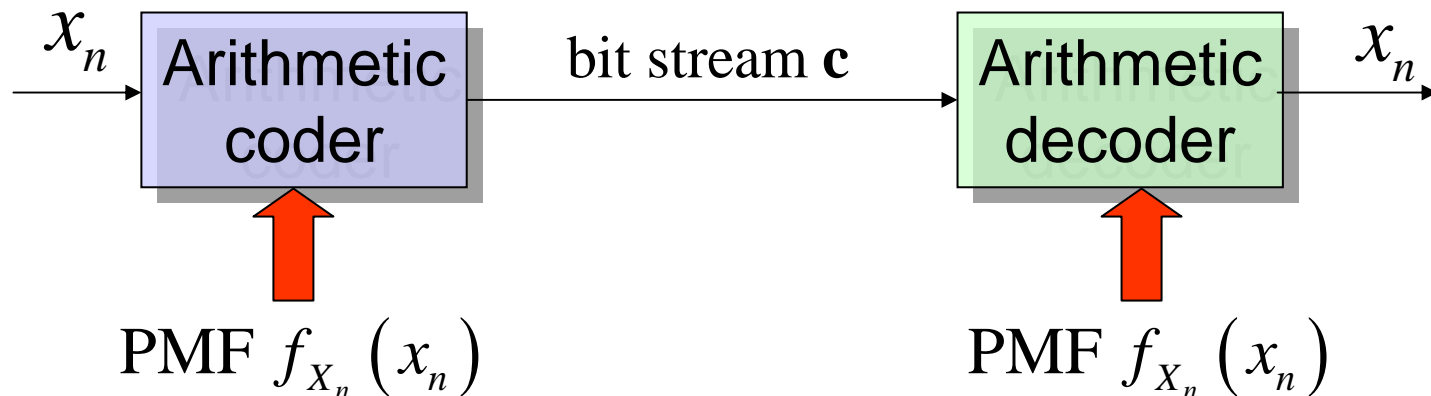 x_n
Arithmetic
coder
bit stream c
Arithmetic
decoder
x_n
PMF f_{X_n}(x_n)
PMF f_{X_n}(x_n)